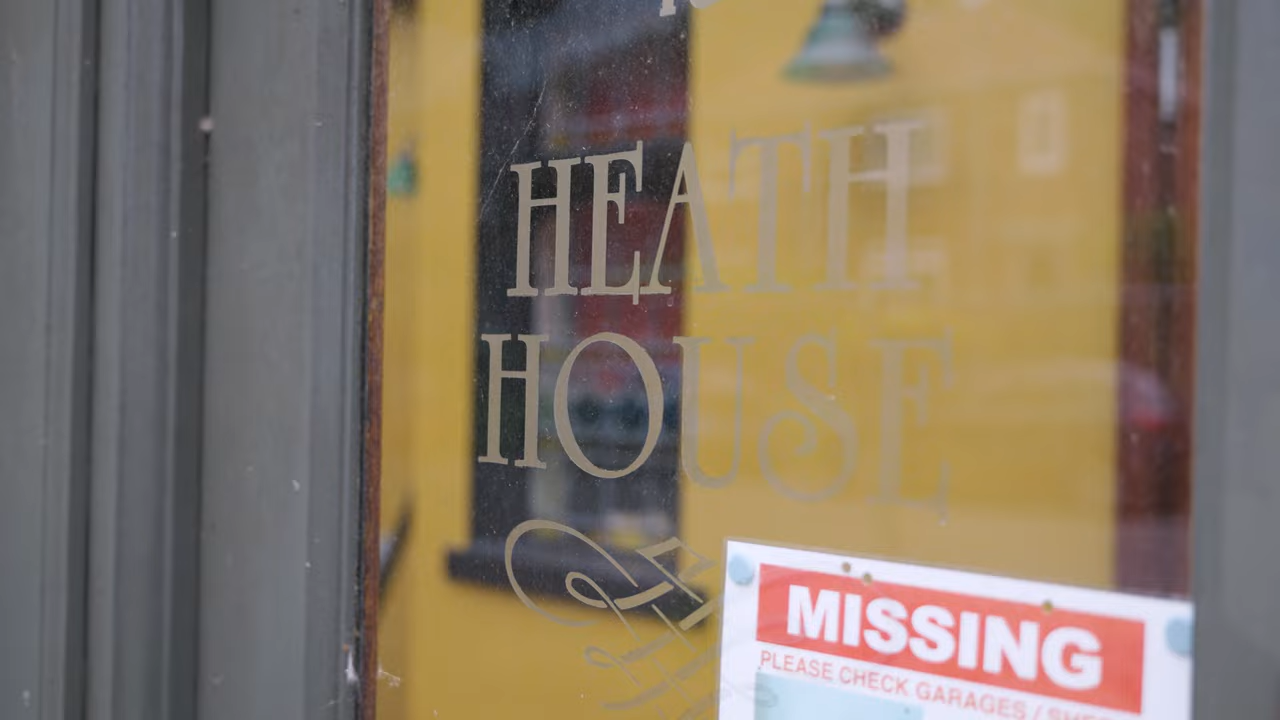 HEATH
HOUSE
MISSING
PLEASE CHECK GARAGES /